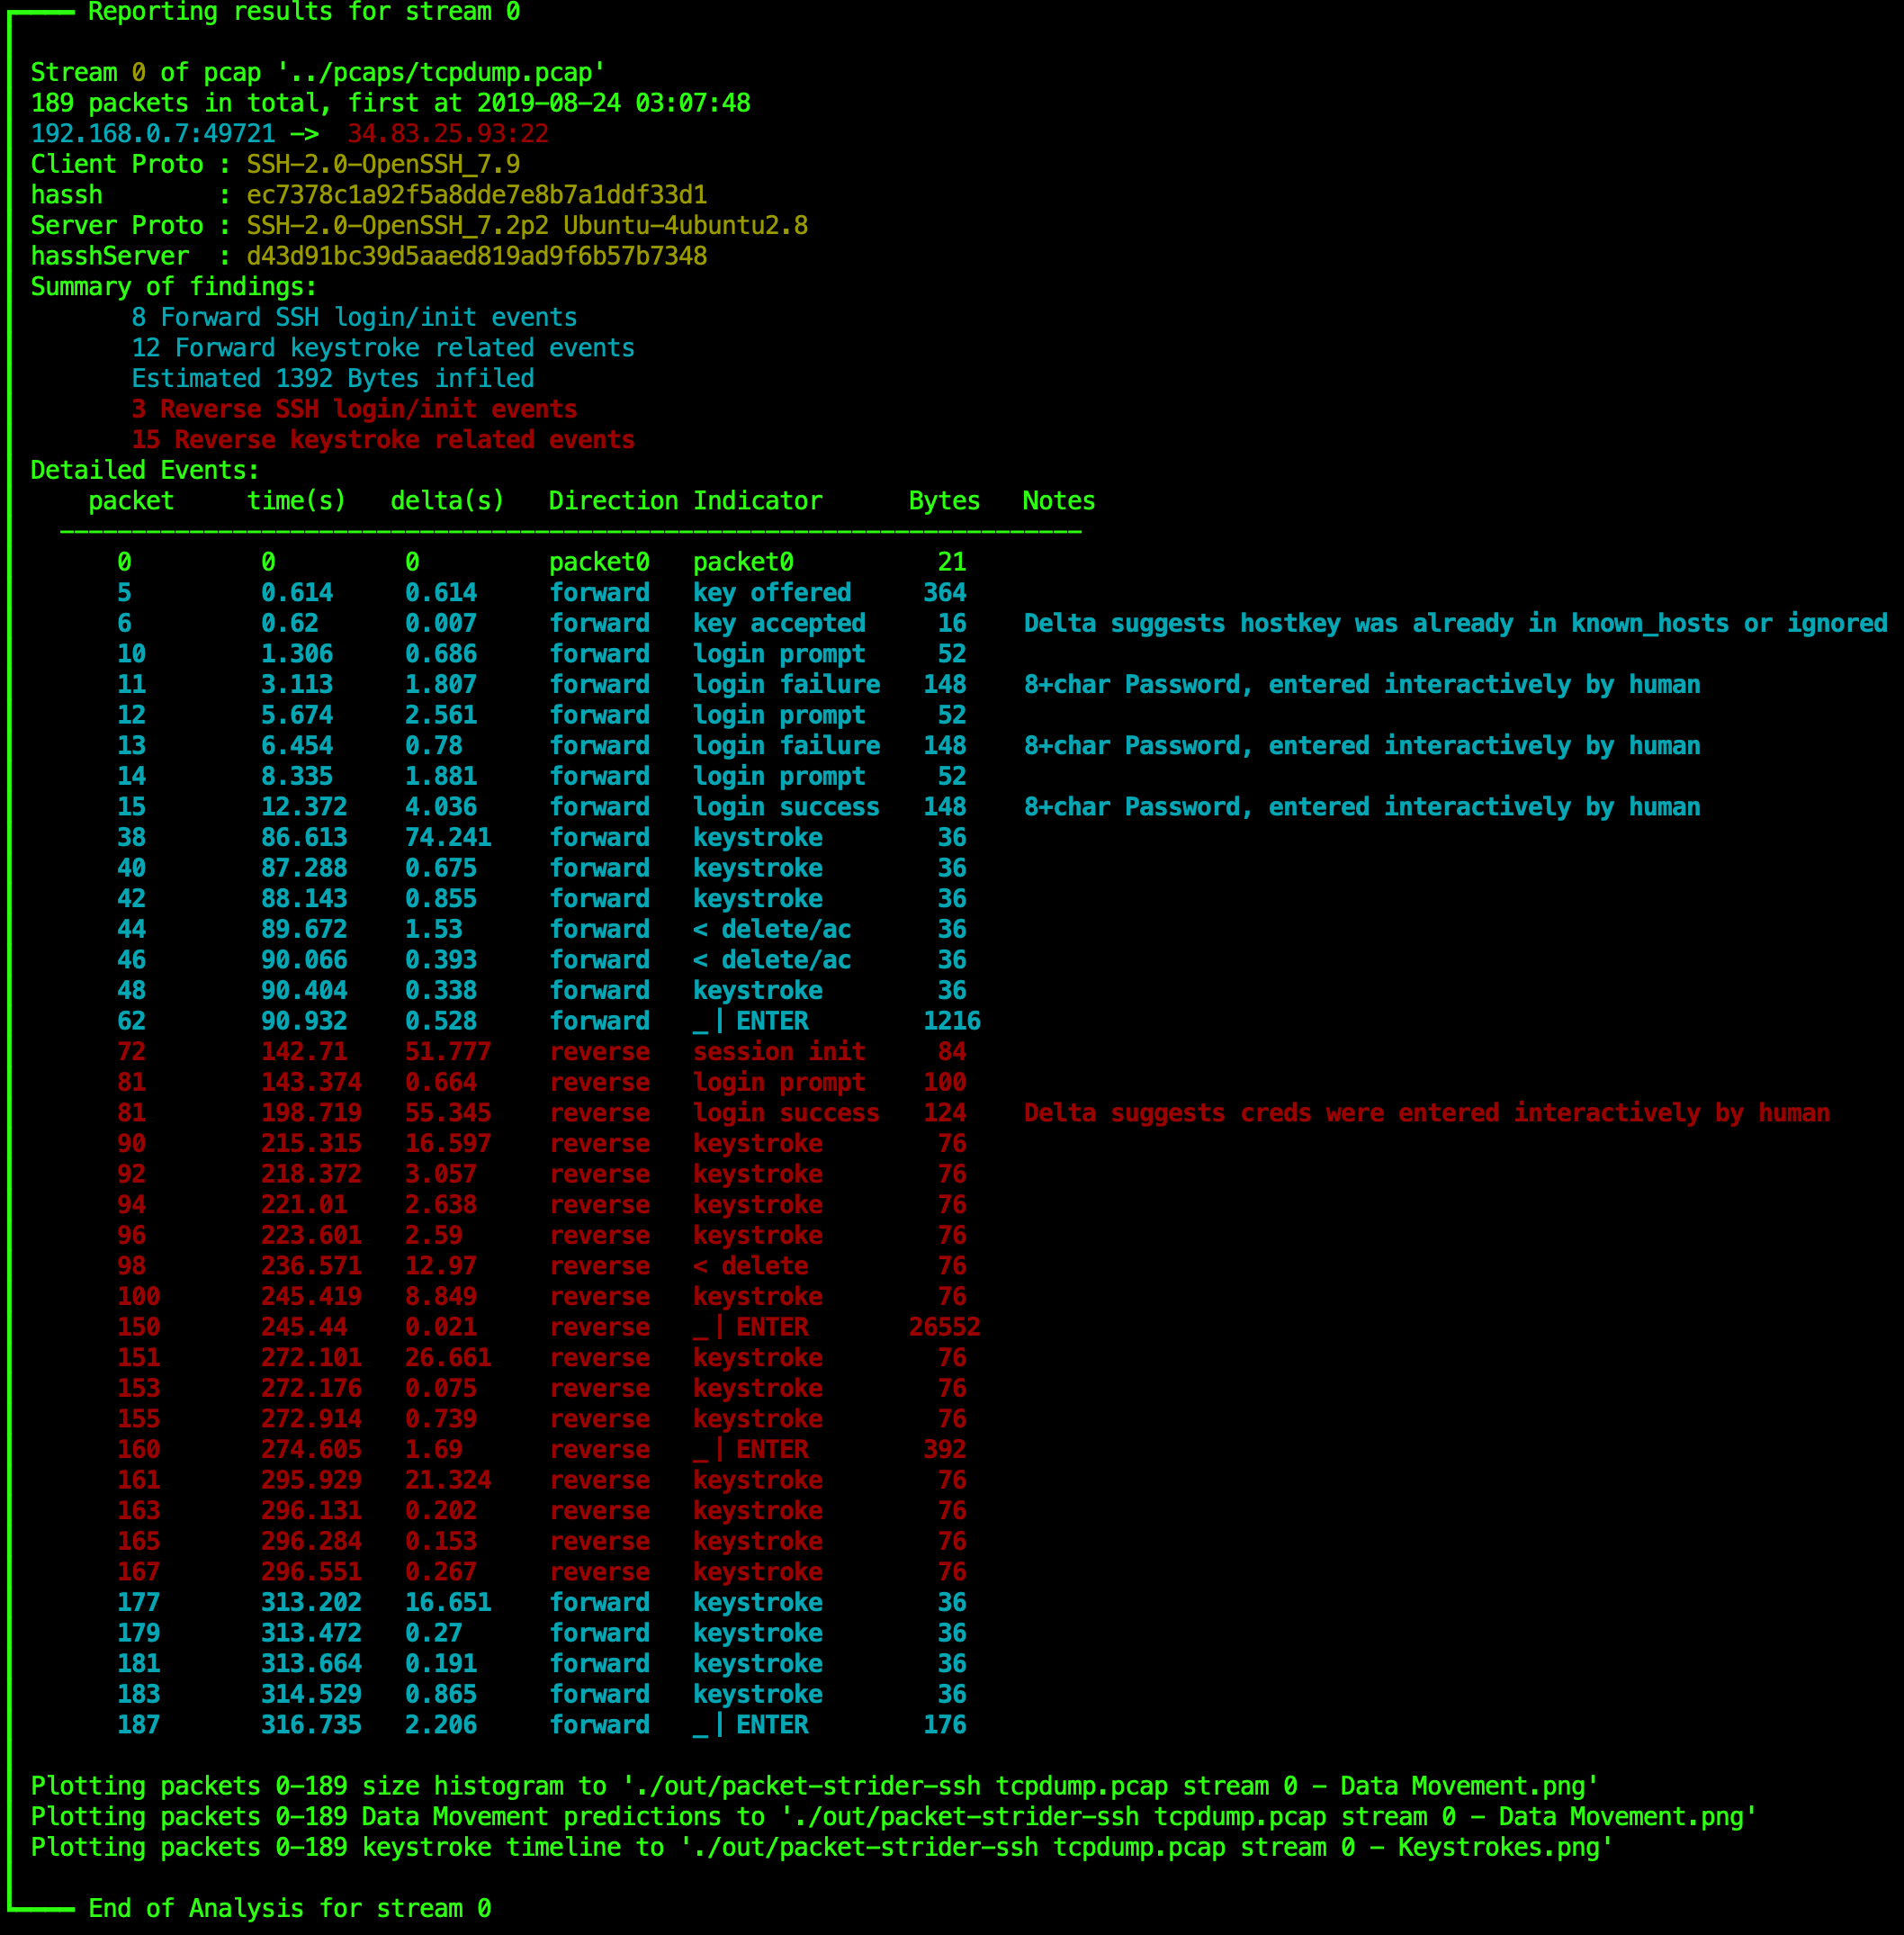 Reporting results for stream 0
Stream 0 of pcap '../pcaps/tcpdump.pcap'
189 packets in total, first at 2019-08-24 03:07:48
192.168.0.7:49721 -> 34.83.25.93:22
Client Proto : SSH-2.0-OpenSSH_7.9
hassh : ec7378c1a92f5a8dde7e8b7a1ddf33d1
Server Proto : SSH-2.0-OpenSSH_7.2p2 Ubuntu-4ubuntu2.8
hasshServer : d43d91bc39d5aaed819ad9f6b57b7348
Summary of findings:
8 Forward SSH login/init events
12 Forward keystroke related events
Estimated 1392 Bytes infiled
3 Reverse SSH login/init events
15 Reverse keystroke related events
Detailed Events:
packet time(s) delta(s) Direction Indicator Bytes Notes
0 0 0 packet0 packet0 21
5 0.614 0.614 forward key offered 364
6 0.62 0.007 forward key accepted 16 Delta suggests hostkey was already in known_hosts or ignored
10 1.306 0.686 forward login prompt 52
11 3.113 1.807 forward login failure 148 8+char Password, entered interactively by human
12 5.674 2.561 forward login prompt 52
13 6.454 0.78 forward login failure 148 8+char Password, entered interactively by human
14 8.335 1.881 forward login prompt 52
15 12.372 4.036 forward login success 148 8+char Password, entered interactively by human
38 86.613 74.241 forward keystroke 36
40 87.288 0.675 forward keystroke 36
42 88.143 0.855 forward keystroke 36
44 89.672 1.53 forward < delete/ac 36
46 90.066 0.393 forward < delete/ac 36
48 90.404 0.338 forward keystroke 36
62 90.932 0.528 forward _| ENTER 1216
72 142.71 51.777 reverse session init 84
81 143.374 0.664 reverse login prompt 100
81 198.719 55.345 reverse login success 124 Delta suggests creds were entered interactively by human
90 215.315 16.597 reverse keystroke 76
92 218.372 3.057 reverse keystroke 76
94 221.01 2.638 reverse keystroke 76
96 223.601 2.59 reverse keystroke 76
98 236.571 12.97 reverse < delete 76
100 245.419 8.849 reverse keystroke 76
150 245.44 0.021 reverse _| ENTER 26552
151 272.101 26.661 reverse keystroke 76
153 272.176 0.075 reverse keystroke 76
155 272.914 0.739 reverse keystroke 76
160 274.605 1.69 reverse _| ENTER 392
161 295.929 21.324 reverse keystroke 76
163 296.131 0.202 reverse keystroke 76
165 296.284 0.153 reverse keystroke 76
167 296.551 0.267 reverse keystroke 76
177 313.202 16.651 forward keystroke 36
179 313.472 0.27 forward keystroke 36
181 313.664 0.191 forward keystroke 36
183 314.529 0.865 forward keystroke 36
187 316.735 2.206 forward _| ENTER 176
Plotting packets 0-189 size histogram to './out/packet-strider-ssh tcpdump.pcap stream 0 - Data Movement.png'
Plotting packets 0-189 Data Movement predictions to './out/packet-strider-ssh tcpdump.pcap stream 0 - Data Movement.png'
Plotting packets 0-189 keystroke timeline to './out/packet-strider-ssh tcpdump.pcap stream 0 - Keystrokes.png'
End of Analysis for stream 0